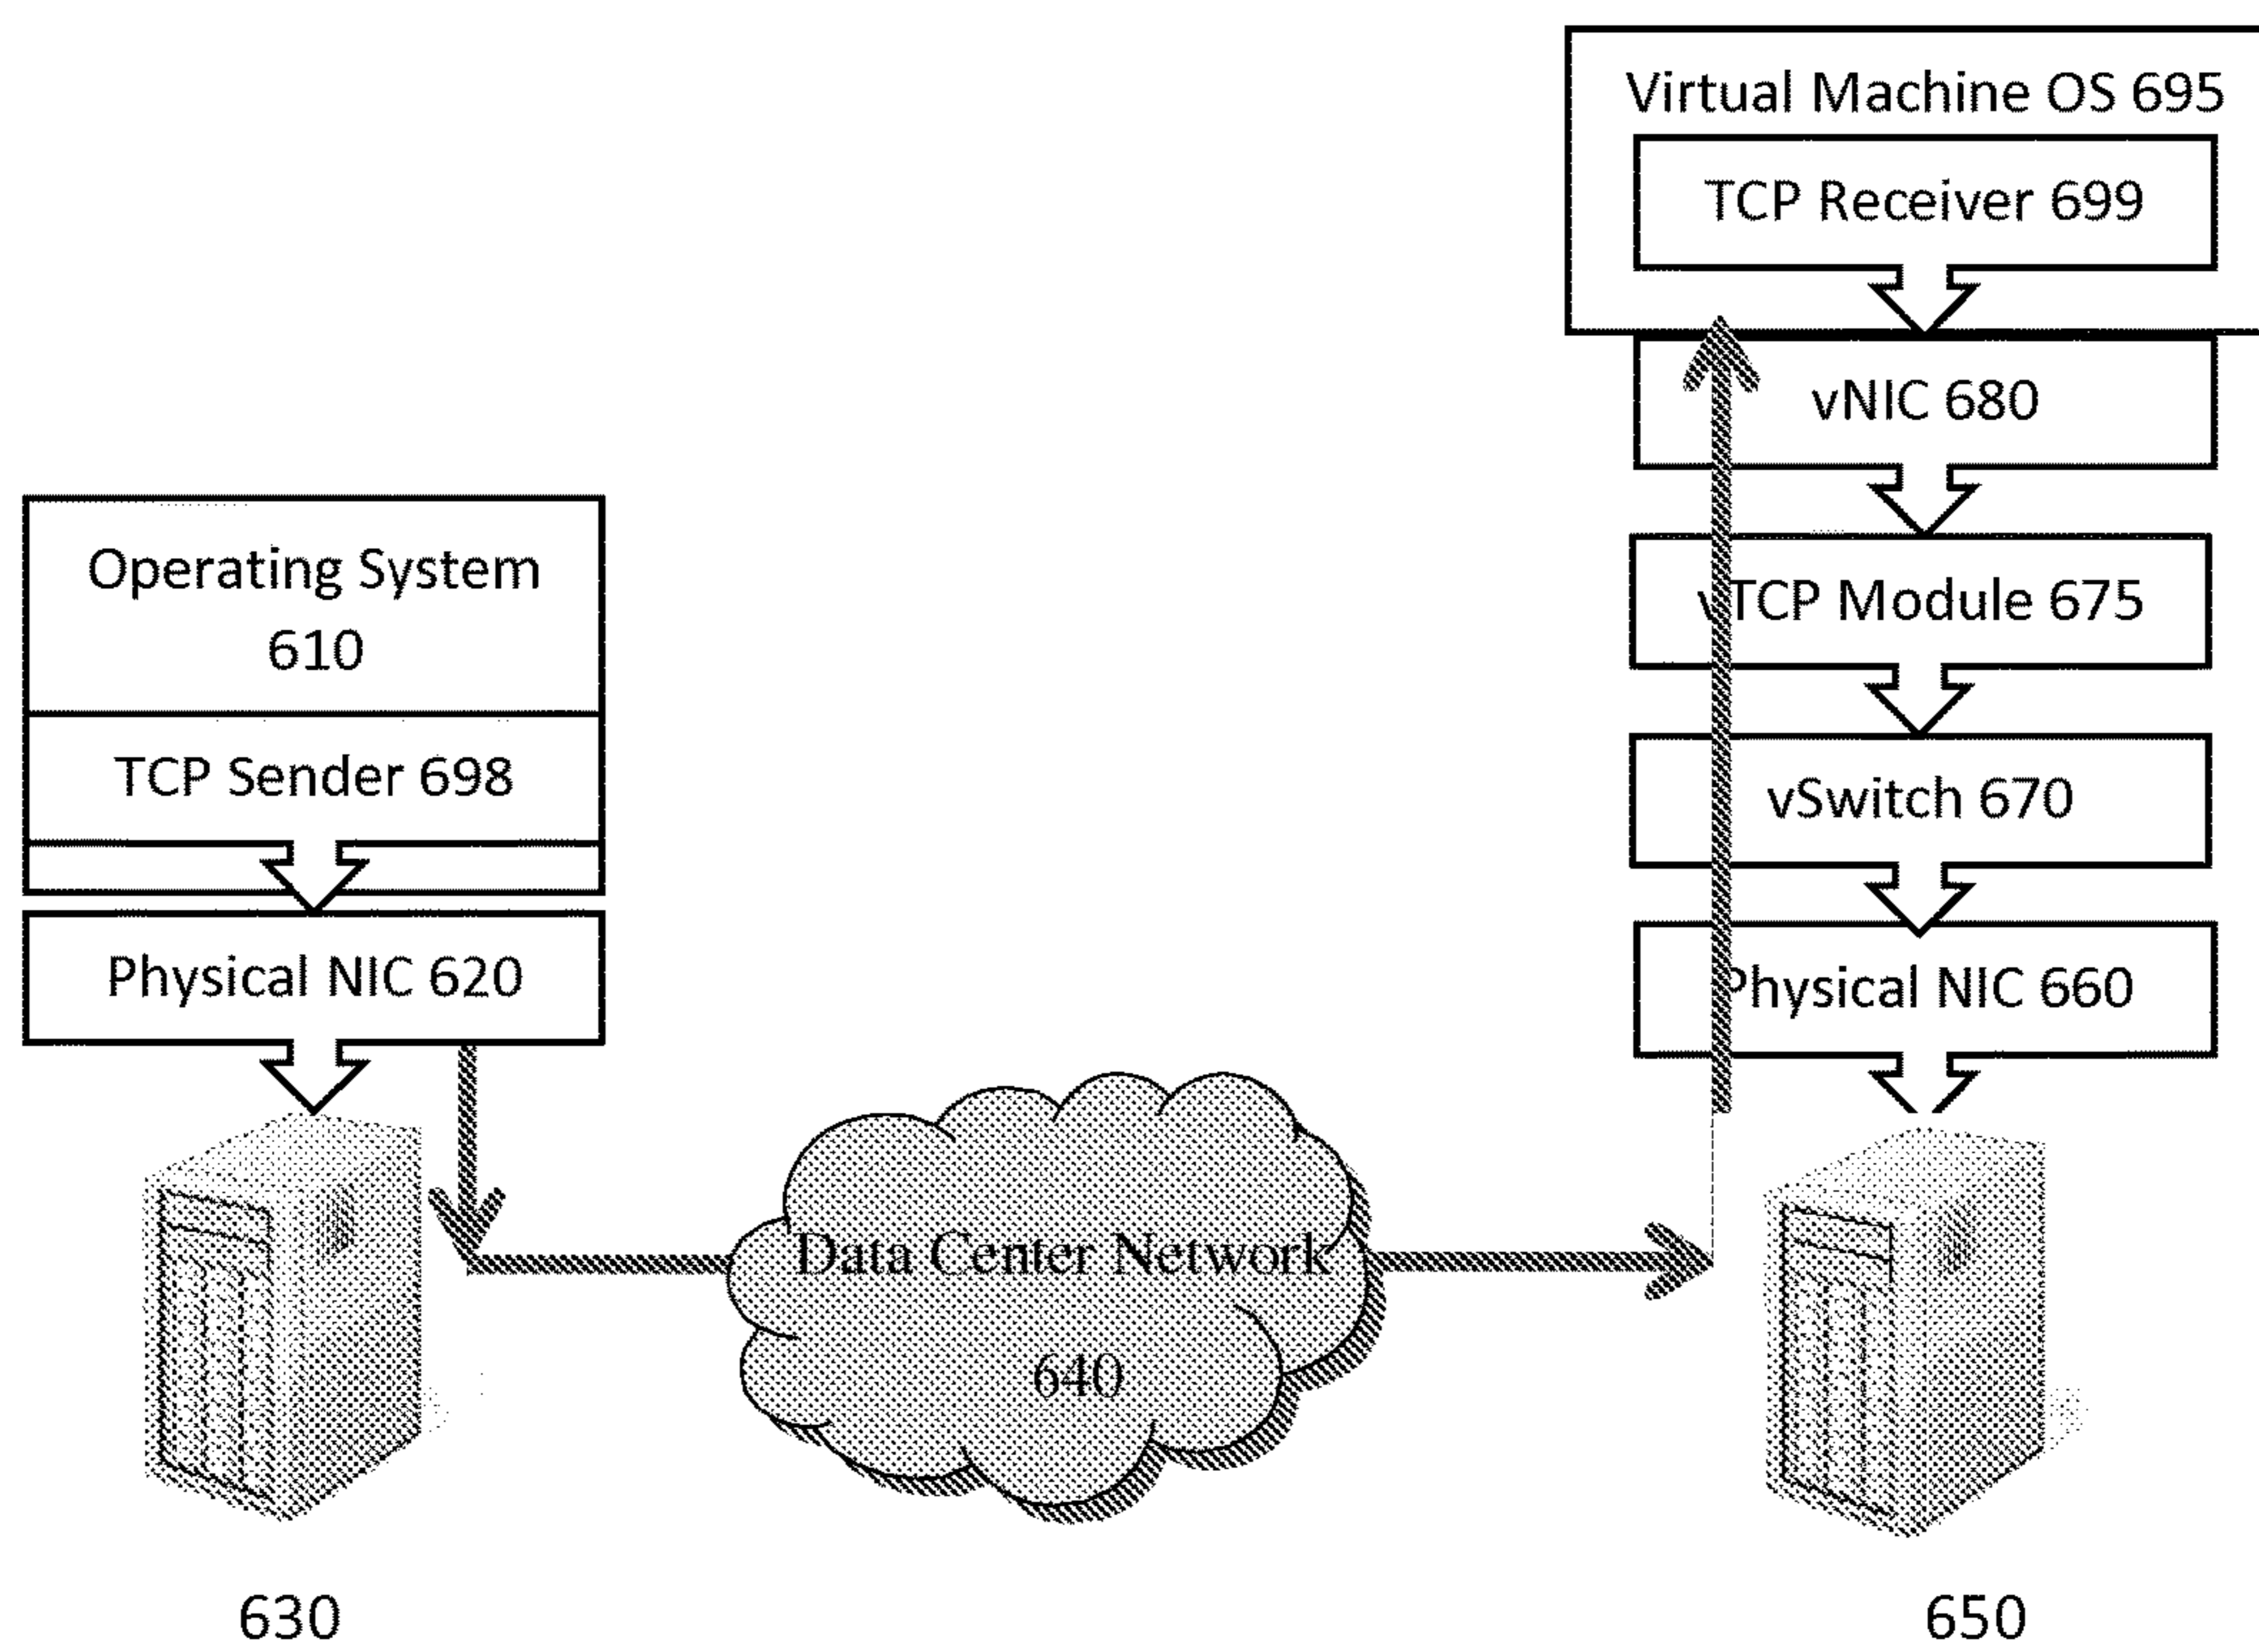 Virtual Machine OS 695
TCP Receiver 699
vNIC 680
vTCP Module 675
vSwitch 670
Physical NIC 660
650
Operating System
610
TCP Sender 698
Physical NIC 620
630
Data Center Network
640